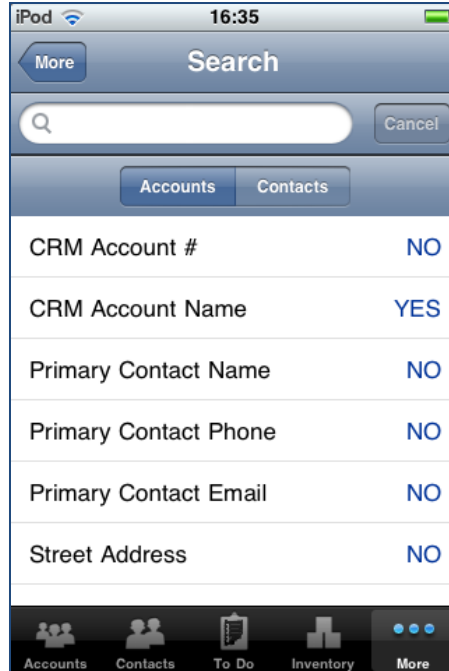 iPod 16:35
More Search
Cancel
Accounts Contacts
CRM Account # NO
CRM Account Name YES
Primary Contact Name NO
Primary Contact Phone NO
Primary Contact Email NO
Street Address NO
Accounts Contacts To Do Inventory More